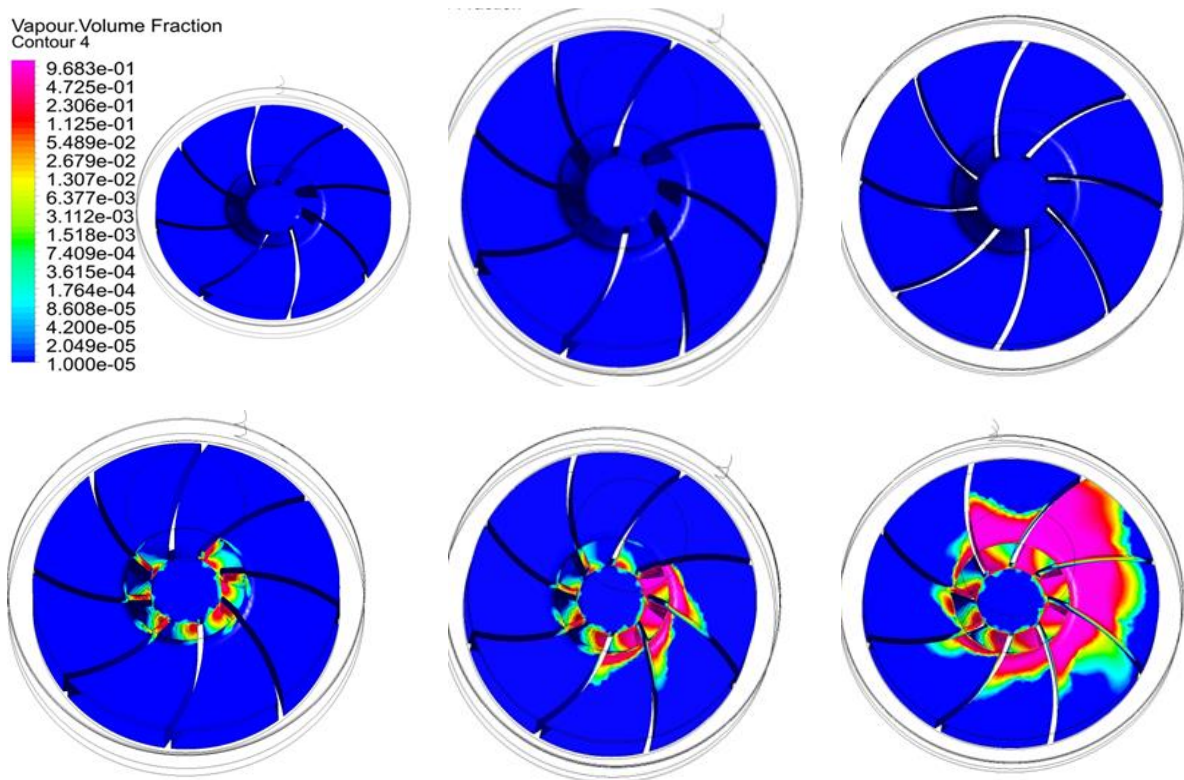 Vapour.Volume Fraction
Contour 4
9.683e-01
4.725e-01
2.306e-01
1.125e-01
5.489e-02
2.679e-02
1.307e-02
6.377e-03
3.112e-03
1.518e-03
7.409e-04
3.615e-04
1.764e-04
8.608e-05
4.200e-05
2.049e-05
1.000e-05